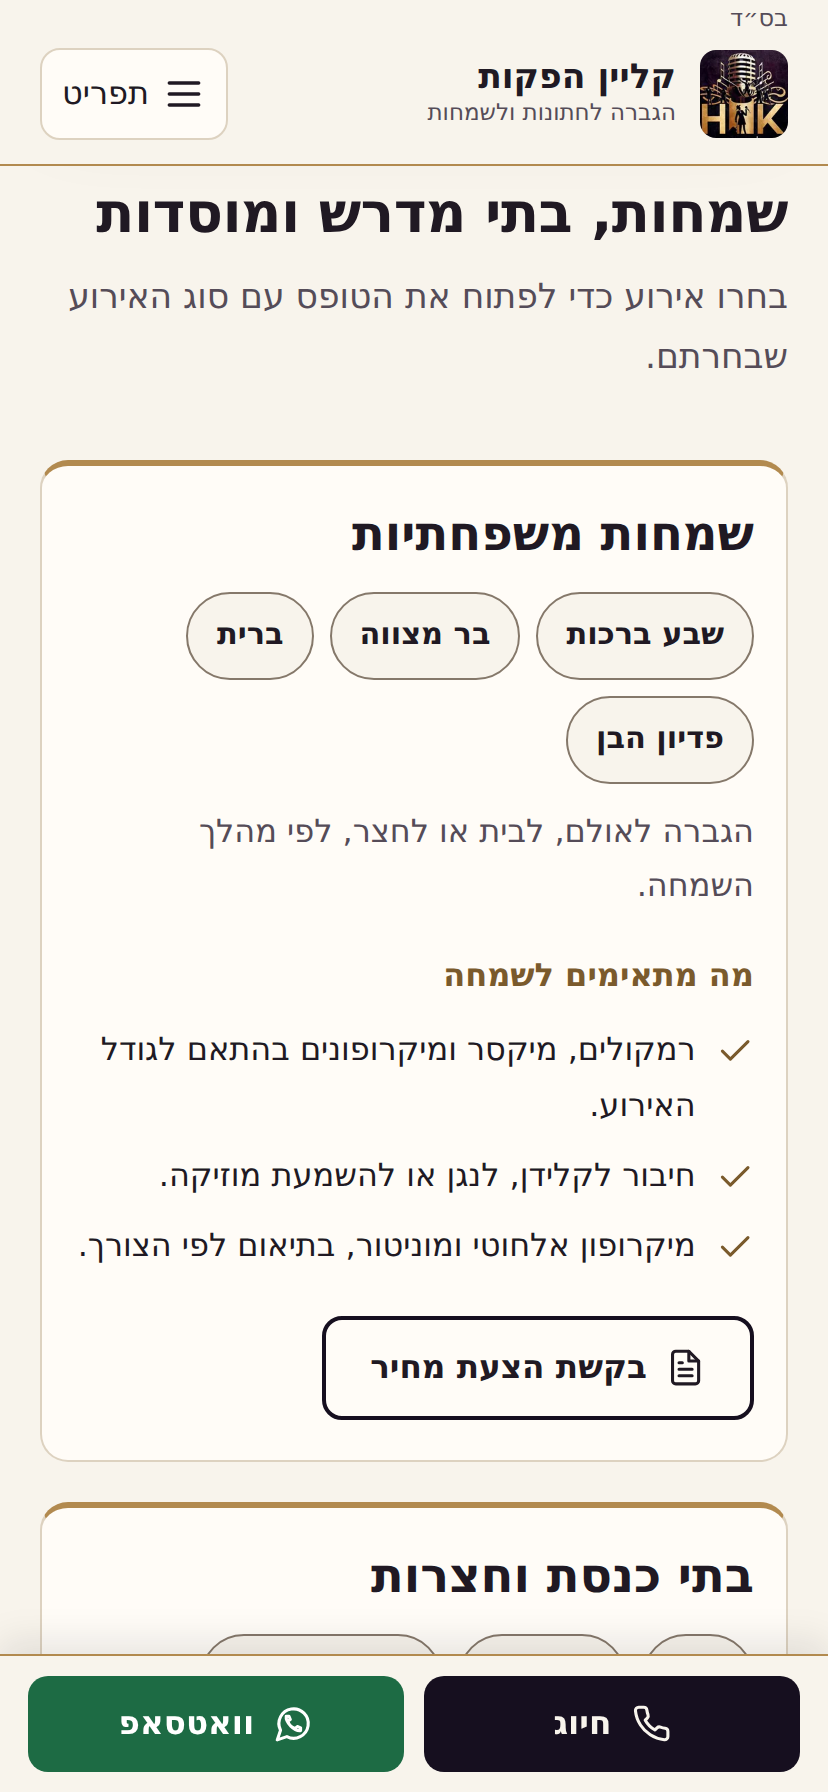 בס״ד
קליין הפקות
הגברה לחתונות ולשמחות
תפריט
HK
שמחות, בתי מדרש ומוסדות
בחרו אירוע כדי לפתוח את הטופס עם סוג האירוע
שבחרתם.
שמחות משפחתיות
שבע ברכות
בר מצווה
ברית
פדיון הבן
הגברה לאולם, לבית או לחצר, לפי מהלך
השמחה.
מה מתאימים לשמחה
רמקולים, מיקסר ומיקרופונים בהתאם לגודל
האירוע.
חיבור לקלידן, לנגן או להשמעת מוזיקה.
מיקרופון אלחוטי ומוניטור, בתיאום לפי הצורך.
בקשת הצעת מחיר
בתי כנסת וחצרות
חיוג
וואטסאפ